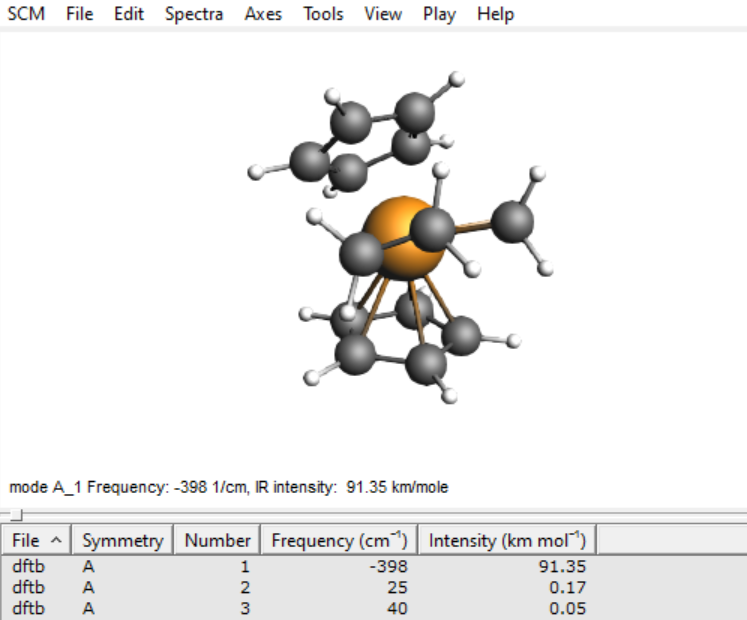 SCM File Edit Spectra Axes Tools View Play Help
mode A_1 Frequency: -398 1/cm, IR intensity: 91.35 km/mole
File ^ Symmetry Number Frequency (cm⁻¹) Intensity (km mol⁻¹)
dftb A 1 -398 91.35
dftb A 2 25 0.17
dftb A 3 40 0.05